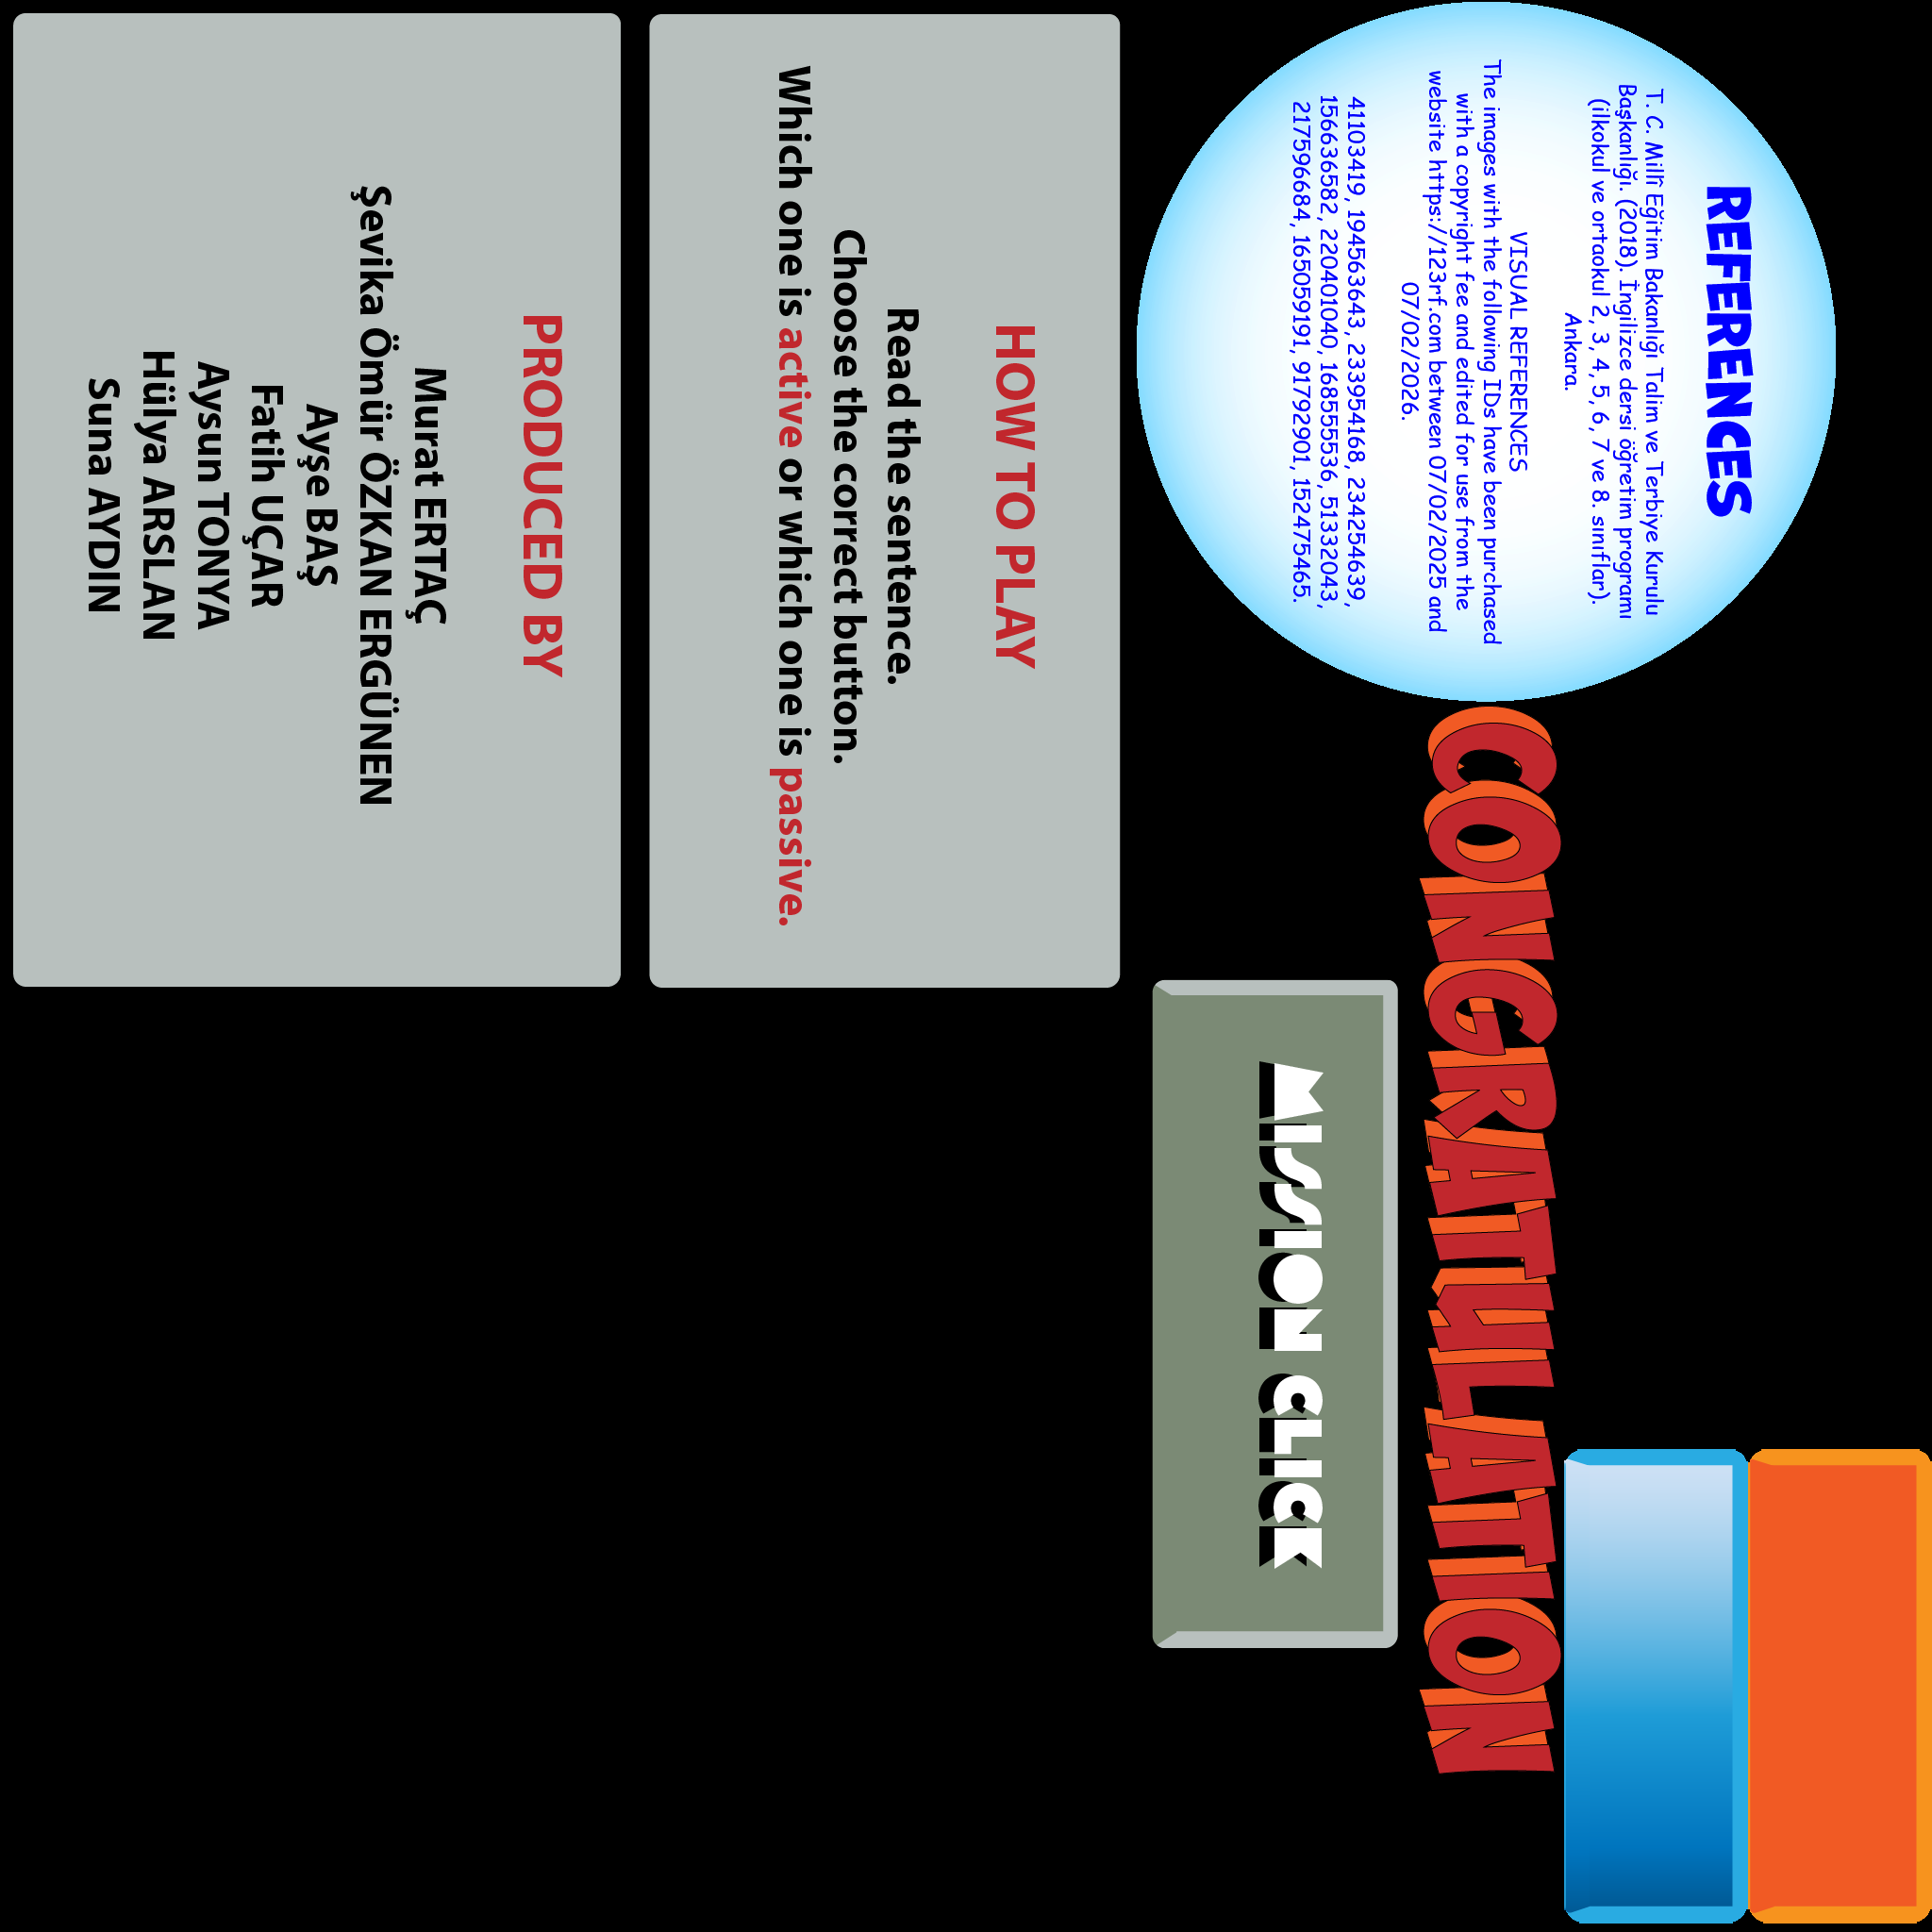 REFERENCES
T. C. Millî Eğitim Bakanlığı Talim ve Terbiye Kurulu
Başkanlığı. (2018). İngilizce dersi öğretim programı
(ilkokul ve ortaokul 2, 3, 4, 5, 6, 7 ve 8. sınıflar).
Ankara.
VISUAL REFERENCES
The images with the following IDs have been purchased
with a copyright fee and edited for use from the
website https://123rf.com between 07/02/2025 and
07/02/2026.
41103419, 194563643, 233954168, 234254639,
156636582, 220401040, 168555536, 51332043,
217596684, 165059191, 91792901, 152475465.
CONGRATULATION
MISSION CLICK
HOW TO PLAY
Read the sentence.
Choose the correct button.
Which one is active or which one is passive.
PRODUCED BY
Murat ERTAÇ
Şevika Ömür ÖZKAN ERGÜNEN
Ayşe BAŞ
Fatih UÇAR
Aysun TONYA
Hülya ARSLAN
Suna AYDIN